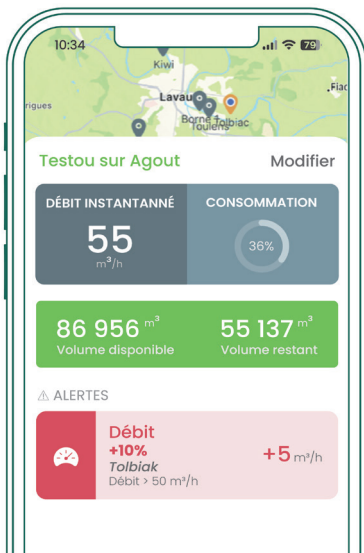 10:34
79
Kiwi
Lavau
.Fiac
rigues
Borne Tolbiac
Toulens
Testou sur Agout
Modifier
DÉBIT INSTANTANNÉ
CONSOMMATION
55
36%
m³/h
86 956 m³
55 137 m³
Volume disponible
Volume restant
⚠ ALERTES
Débit
+10%
+5 m³/h
Tolbiak
Débit > 50 m³/h